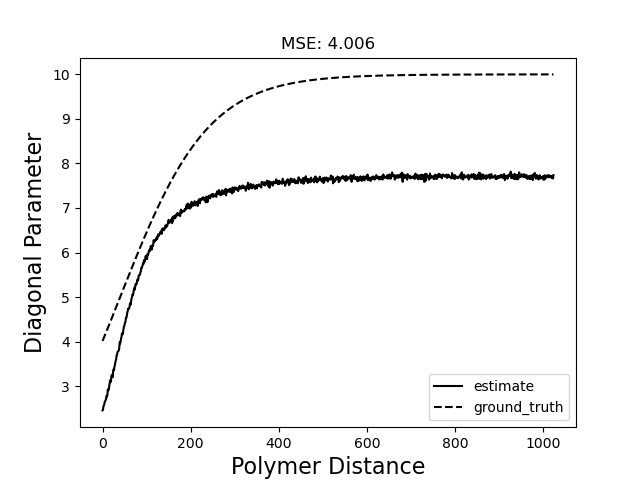 MSE: 4.006
10
9
8
7
6
5
4
3
Diagonal Parameter
estimate
ground_truth
0 200 400 600 800 1000
Polymer Distance